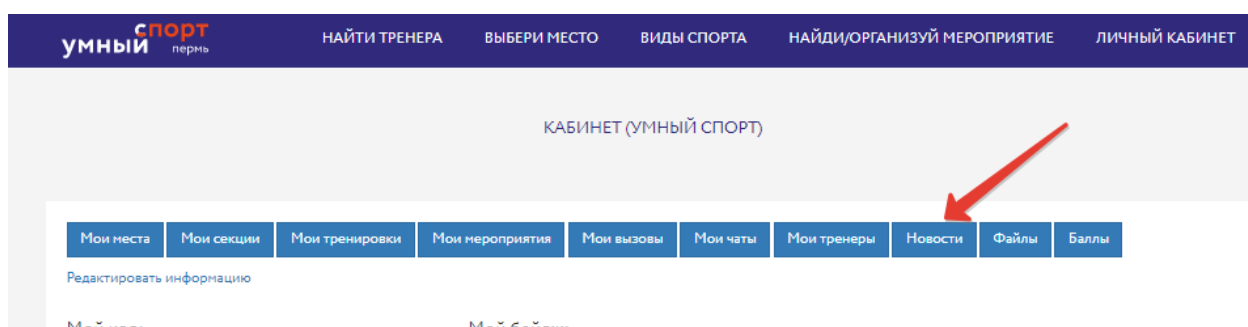 умный спорт пермь
НАЙТИ ТРЕНЕРА ВЫБЕРИ МЕСТО ВИДЫ СПОРТА НАЙДИ/ОРГАНИЗУЙ МЕРОПРИЯТИЕ ЛИЧНЫЙ КАБИНЕТ
КАБИНЕТ (УМНЫЙ СПОРТ)
Мои места Мои секции Мои тренировки Мои мероприятия Мои вызовы Мои чаты Мои тренеры Новости Файлы Баллы
Редактировать информацию